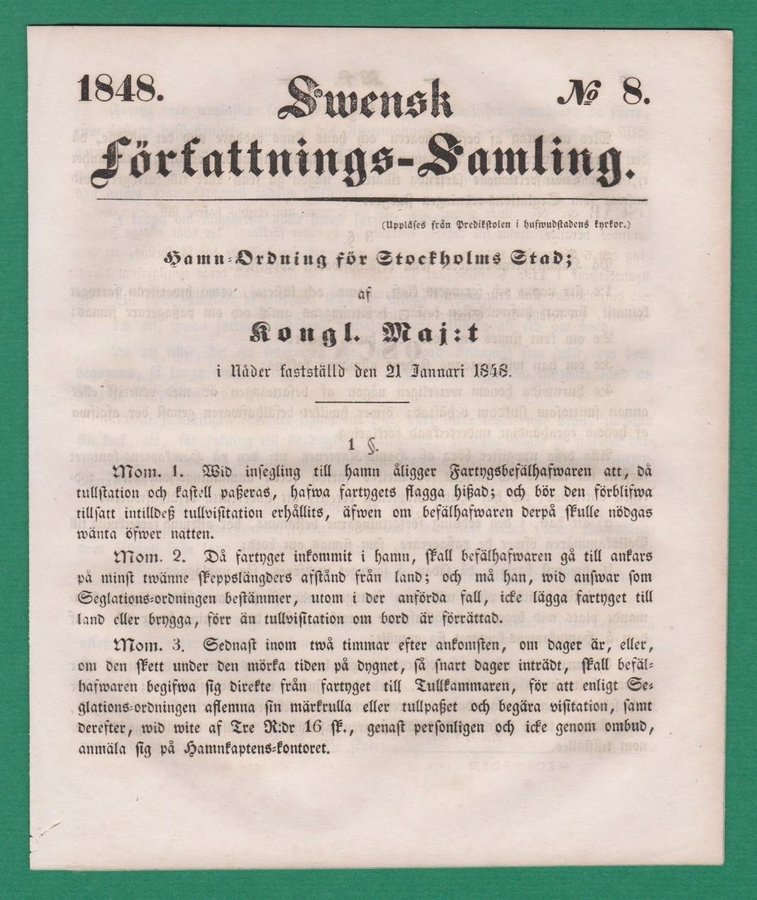 1848. Swensk № 8.
Författnings-Samling.
(Uppläses från Predikstolen i hufwudstadens kyrkor.)
Hamn-Ordning för Stockholms Stad;
af
Kongl. Maj:t
i Nåder fastställd den 21 Januari 1848.
1 §.
Mom. 1. Wid insegling till hamn åligger Fartygsbefälhafwaren att, då
tullstation och kastell paßeras, hafwa fartygets flagga hißad; och bör den förblifwa
tillsatt intilldeß tullvisitation erhållits, äfwen om befälhafwaren derpå skulle nödgas
wänta öfwer natten.
Mom. 2. Då fartyget inkommit i hamn, skall befälhafwaren gå till ankars
på minst twänne skeppslängders afstånd från land; och må han, wid answar som
Seglations-ordningen bestämmer, utom i der anförda fall, icke lägga fartyget till
land eller brygga, förr än tullvisitation om bord är förrättad.
Mom. 3. Sednast inom twå timmar efter ankomsten, om dager är, eller,
om den skett under den mörka tiden på dygnet, så snart dager inträdt, skall befäl-
hafwaren begifwa sig direkte från fartyget till Tullkammaren, för att enligt Se-
glations-ordningen aflemna sin märkrulla eller tullpaßet och begära visitation, samt
derefter, wid wite af Tre R:dr 16 sk., genast personligen och icke genom ombud,
anmäla sig på Hamnkaptens-kontoret.